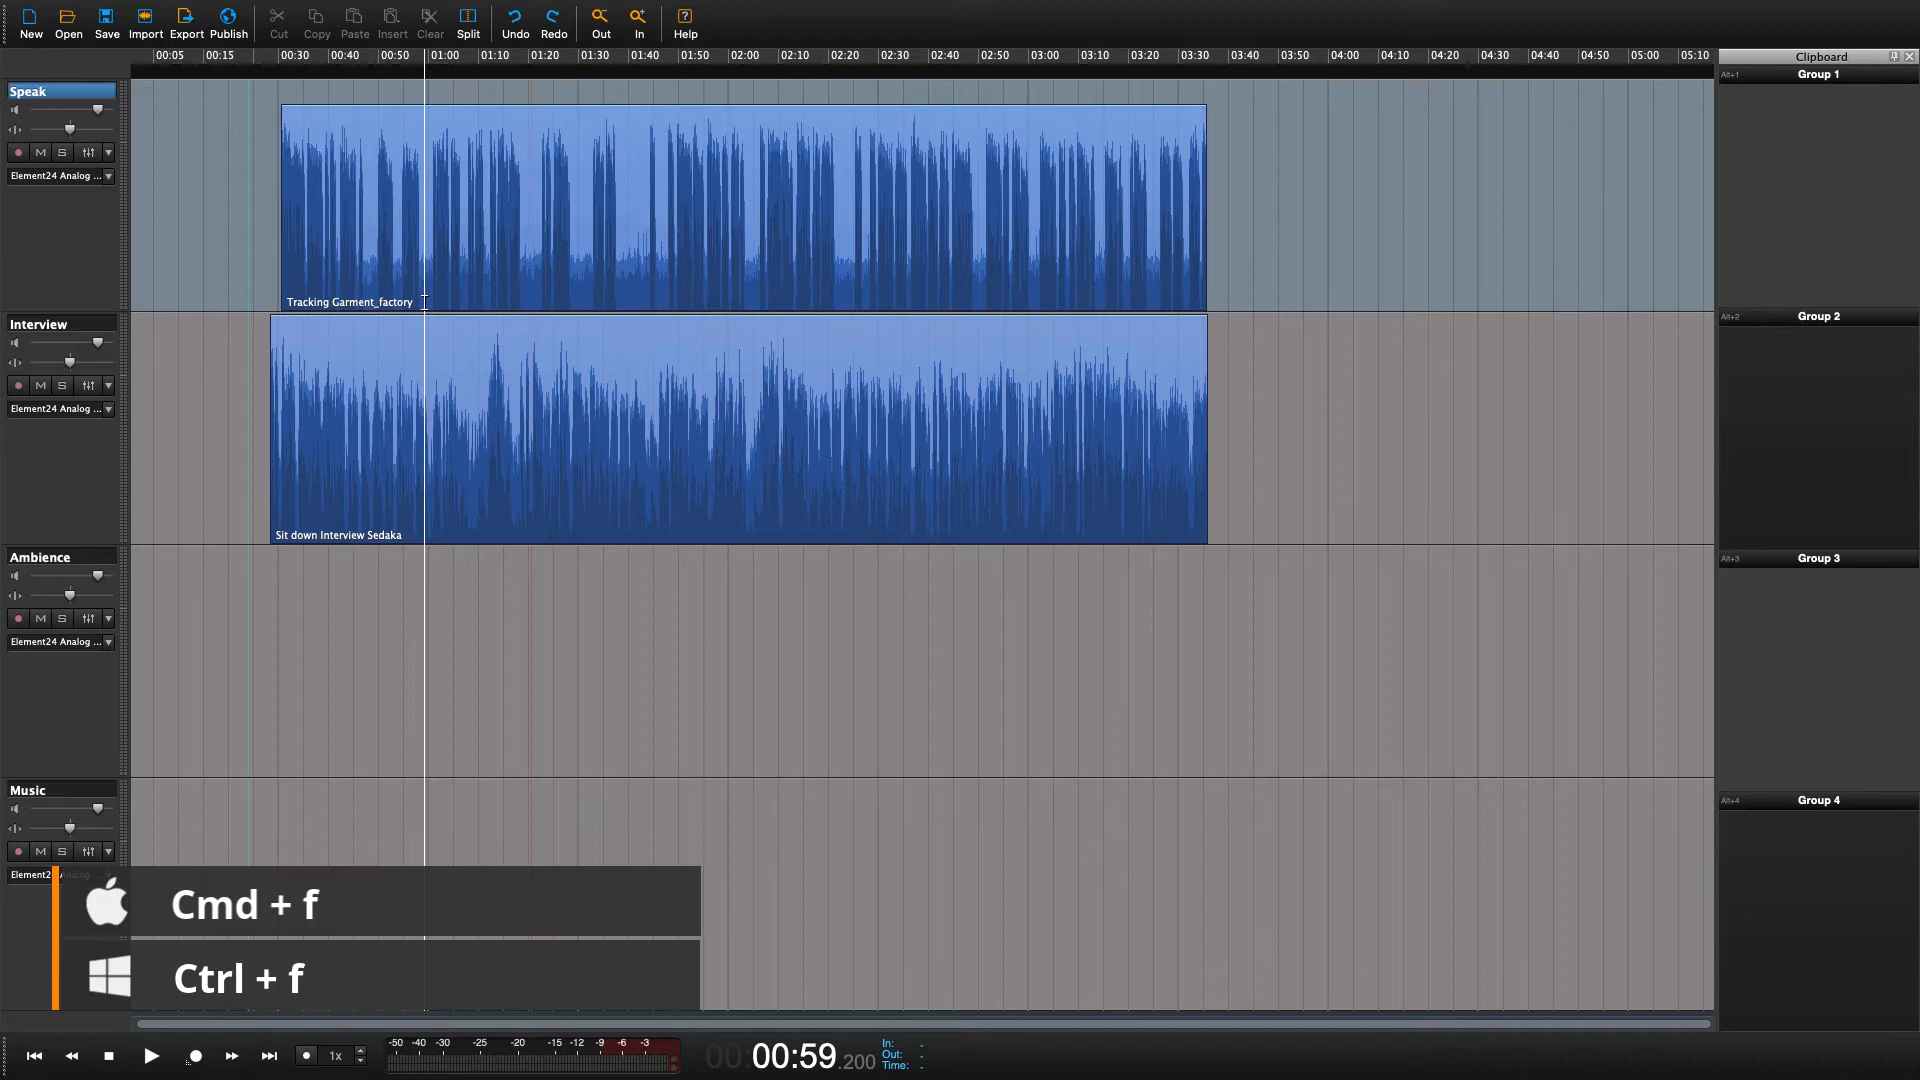 New Open Save Import Export Publish Cut Copy Paste Insert Clear Split Undo Redo Out In Help
00:05 00:15 00:30 00:40 00:50 01:00 01:10 01:20 01:30 01:40 01:50 02:00 02:10 02:20 02:30 02:40 02:50 03:00 03:10 03:20 03:30 03:40 03:50 04:00 04:10 04:20 04:30 04:40 04:50 05:00 05:10
Clipboard
Alt+1 Group 1
Speak
M S
Element24 Analog ...
Tracking Garment_factory
Interview
M S
Element24 Analog ...
Sit down Interview Sedaka
Alt+2 Group 2
Ambience
M S
Element24 Analog ...
Alt+3 Group 3
Music
M S
Element2
Alt+4 Group 4
Cmd + f
Ctrl + f
1x
-50 -40 -30 -25 -20 -15 -12 -9 -6 -3
00:00:59.200
In: -
Out: -
Time: -